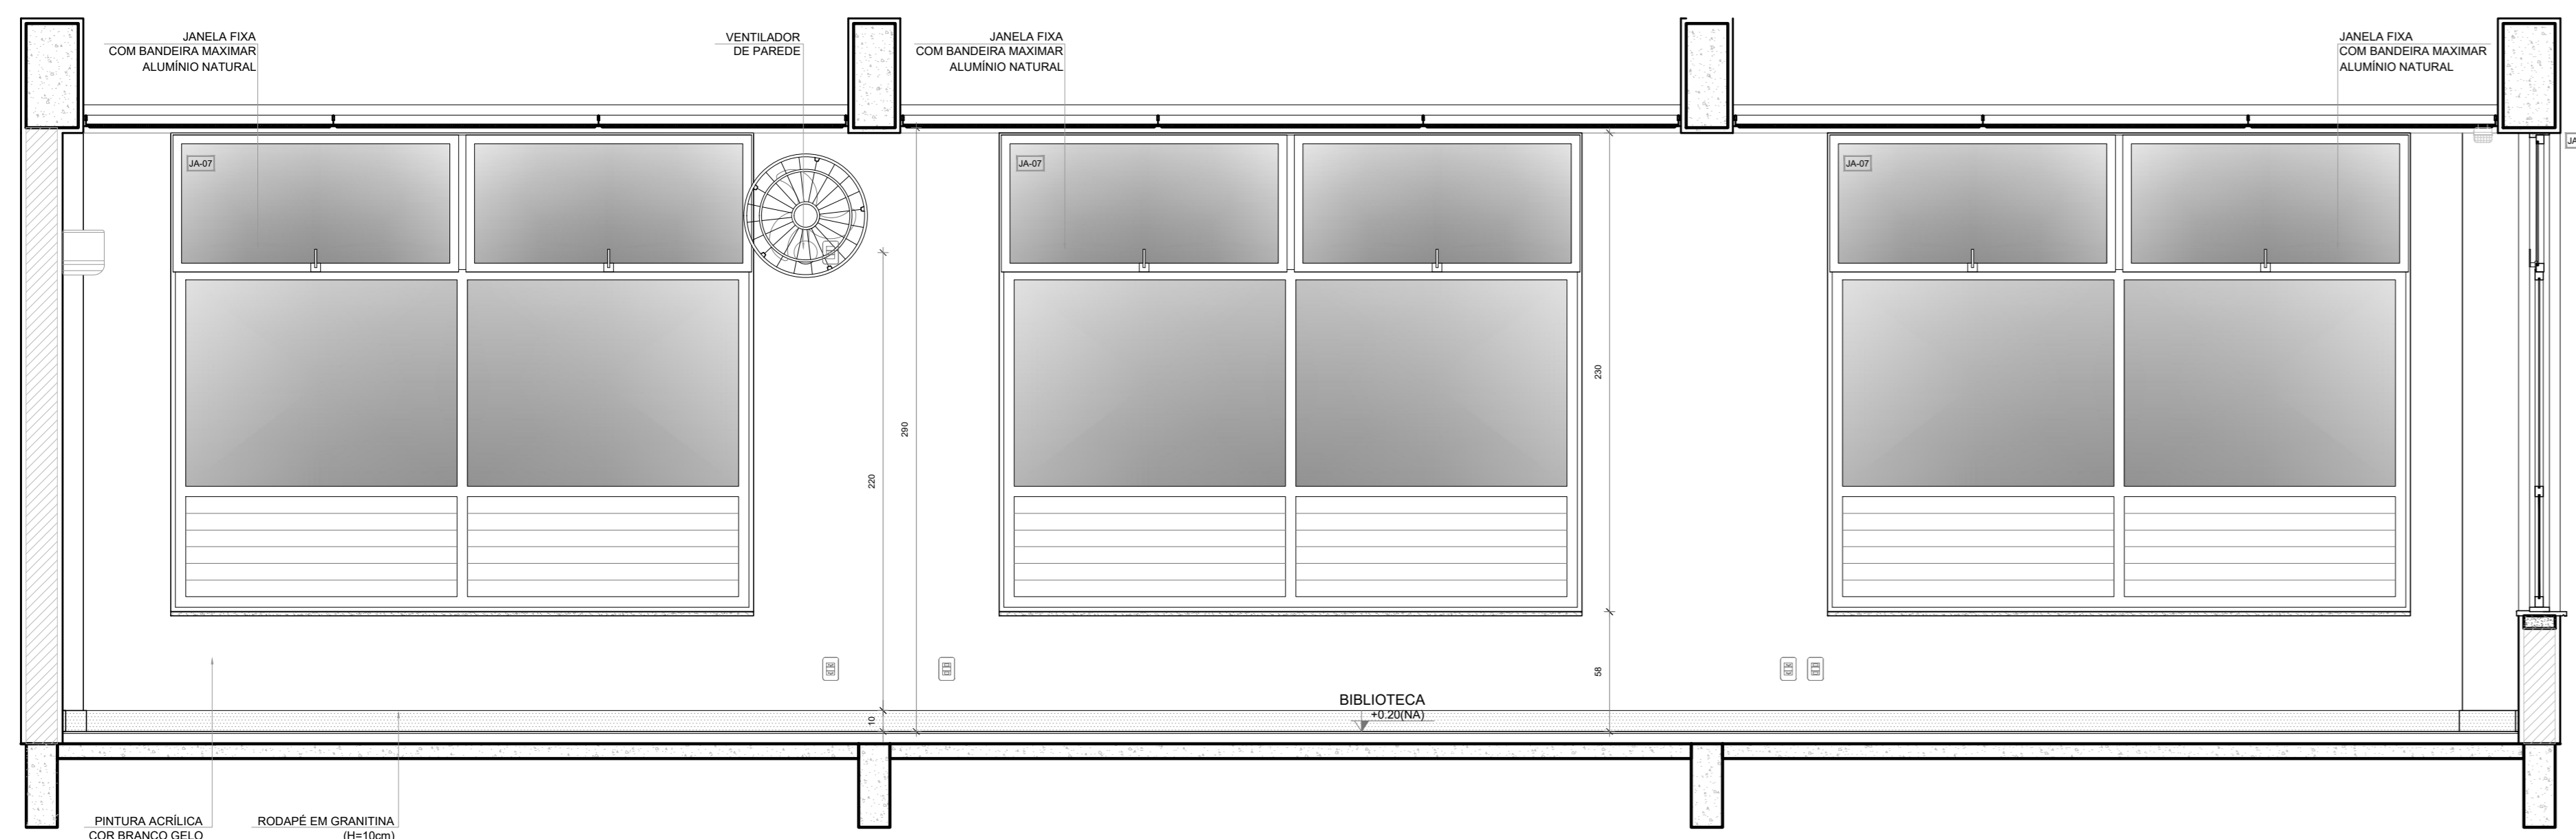 JANELA FIXA
COM BANDEIRA MAXIMAR
ALUMÍNIO NATURAL
VENTILADOR
DE PAREDE
JANELA FIXA
COM BANDEIRA MAXIMAR
ALUMÍNIO NATURAL
JANELA FIXA
COM BANDEIRA MAXIMAR
ALUMÍNIO NATURAL
JA-07
JA-07
JA-07
JA
230
290
220
58
10
BIBLIOTECA
+0.20(NA)
PINTURA ACRÍLICA
COR BRANCO GELO
RODAPÉ EM GRANITINA
(H=10cm)